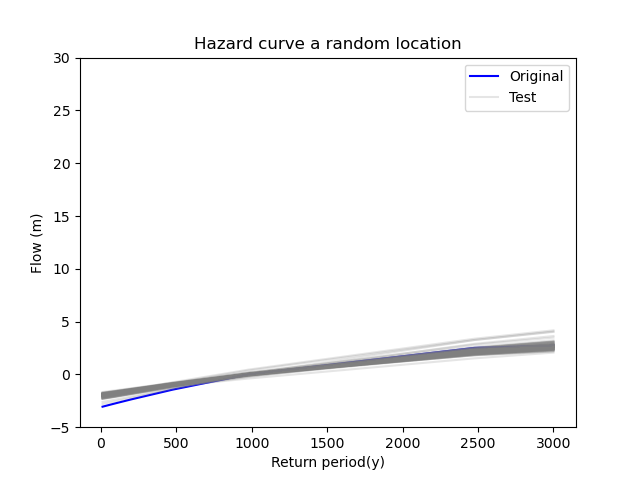 Hazard curve a random location
Original
Test
Flow (m)
30
25
20
15
10
5
0
−5
0 500 1000 1500 2000 2500 3000
Return period(y)